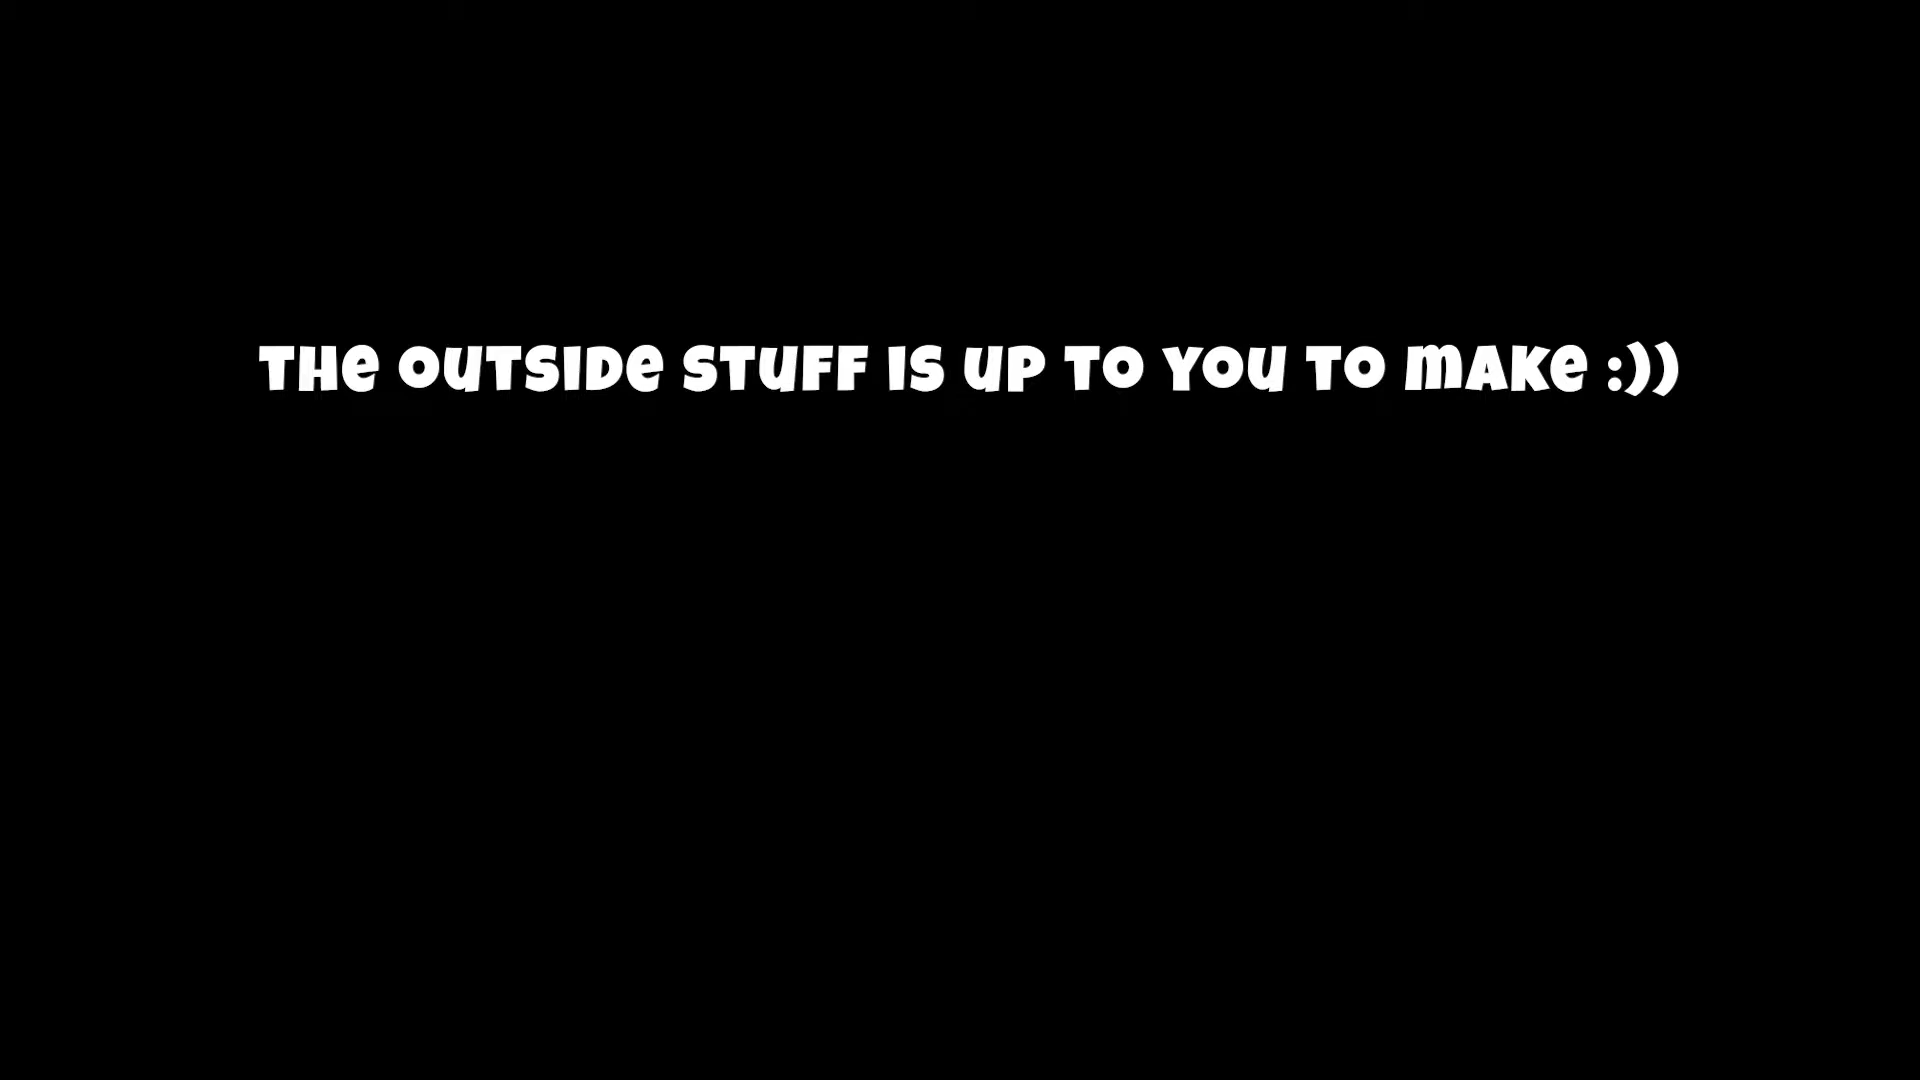 THE OUTSIDE STUFF IS UP TO YOU TO MAKE :))